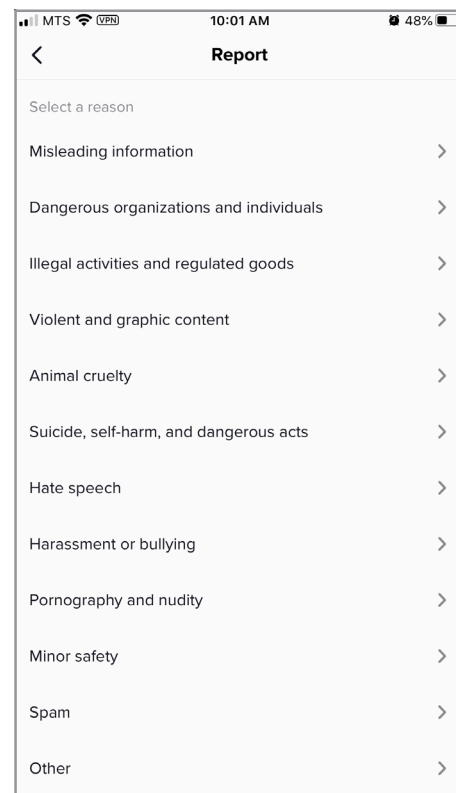 MTS VPN 10:01 AM 48%
Report
Select a reason
Misleading information
Dangerous organizations and individuals
Illegal activities and regulated goods
Violent and graphic content
Animal cruelty
Suicide, self-harm, and dangerous acts
Hate speech
Harassment or bullying
Pornography and nudity
Minor safety
Spam
Other